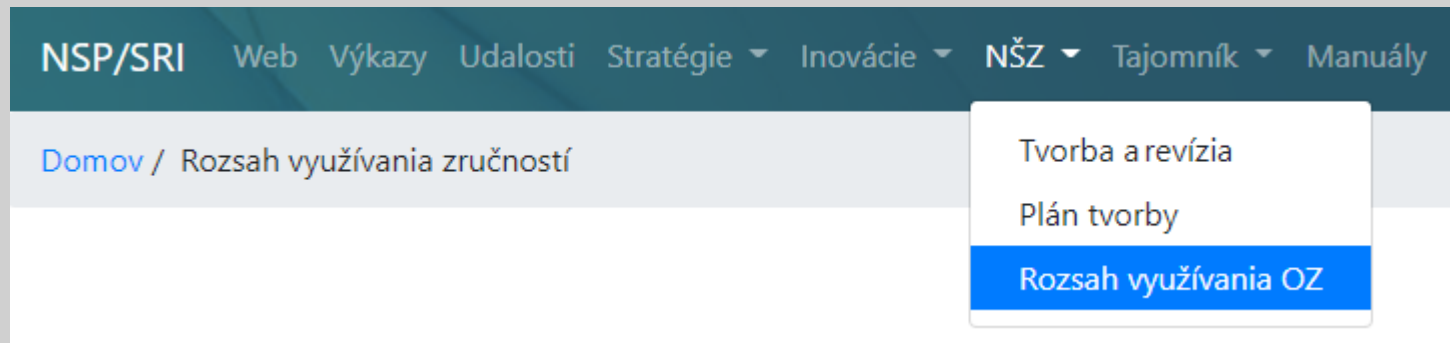 NSP/SRI Web Výkazy Udalosti Stratégie Inovácie NŠZ Tajomník Manuály
Domov / Rozsah využívania zručností
Tvorba a revízia
Plán tvorby
Rozsah využívania OZ